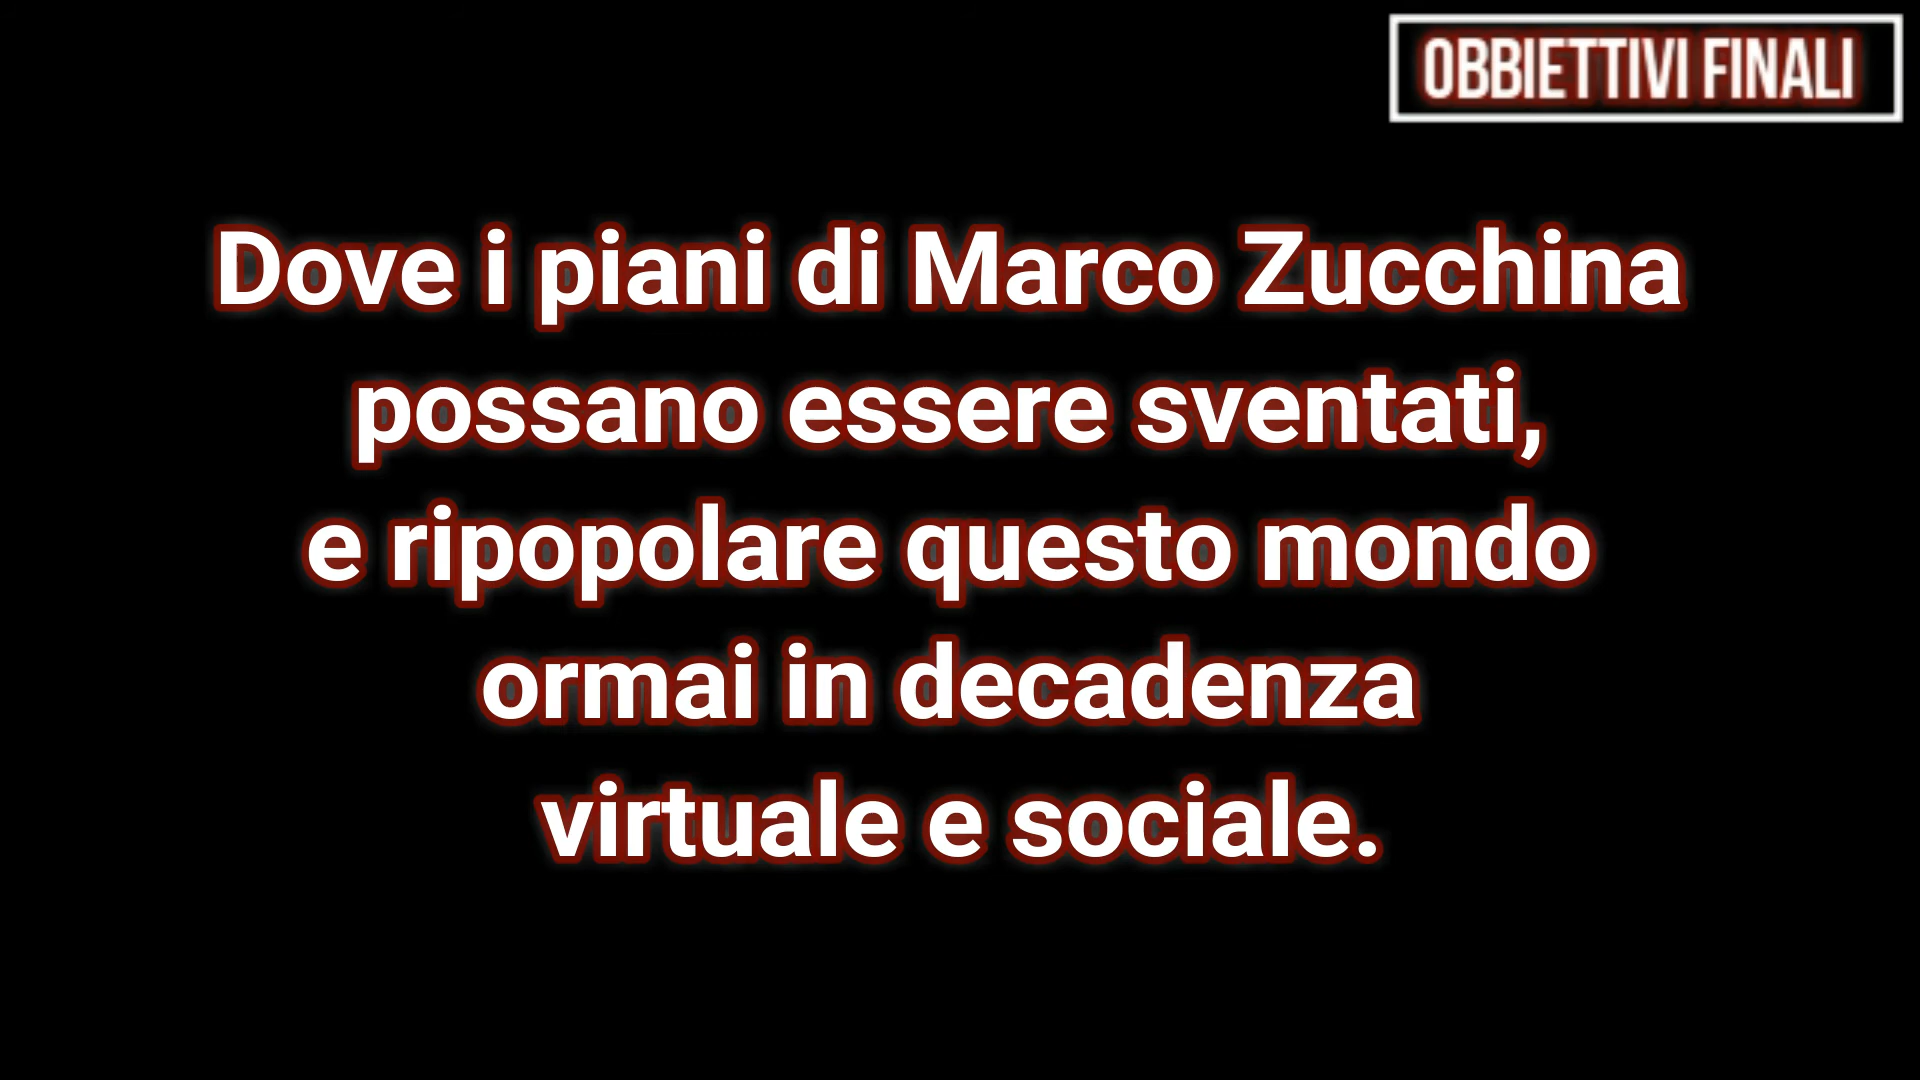 OBBIETTIVI FINALI
Dove i piani di Marco Zucchina
possano essere sventati,
e ripopolare questo mondo
ormai in decadenza
virtuale e sociale.